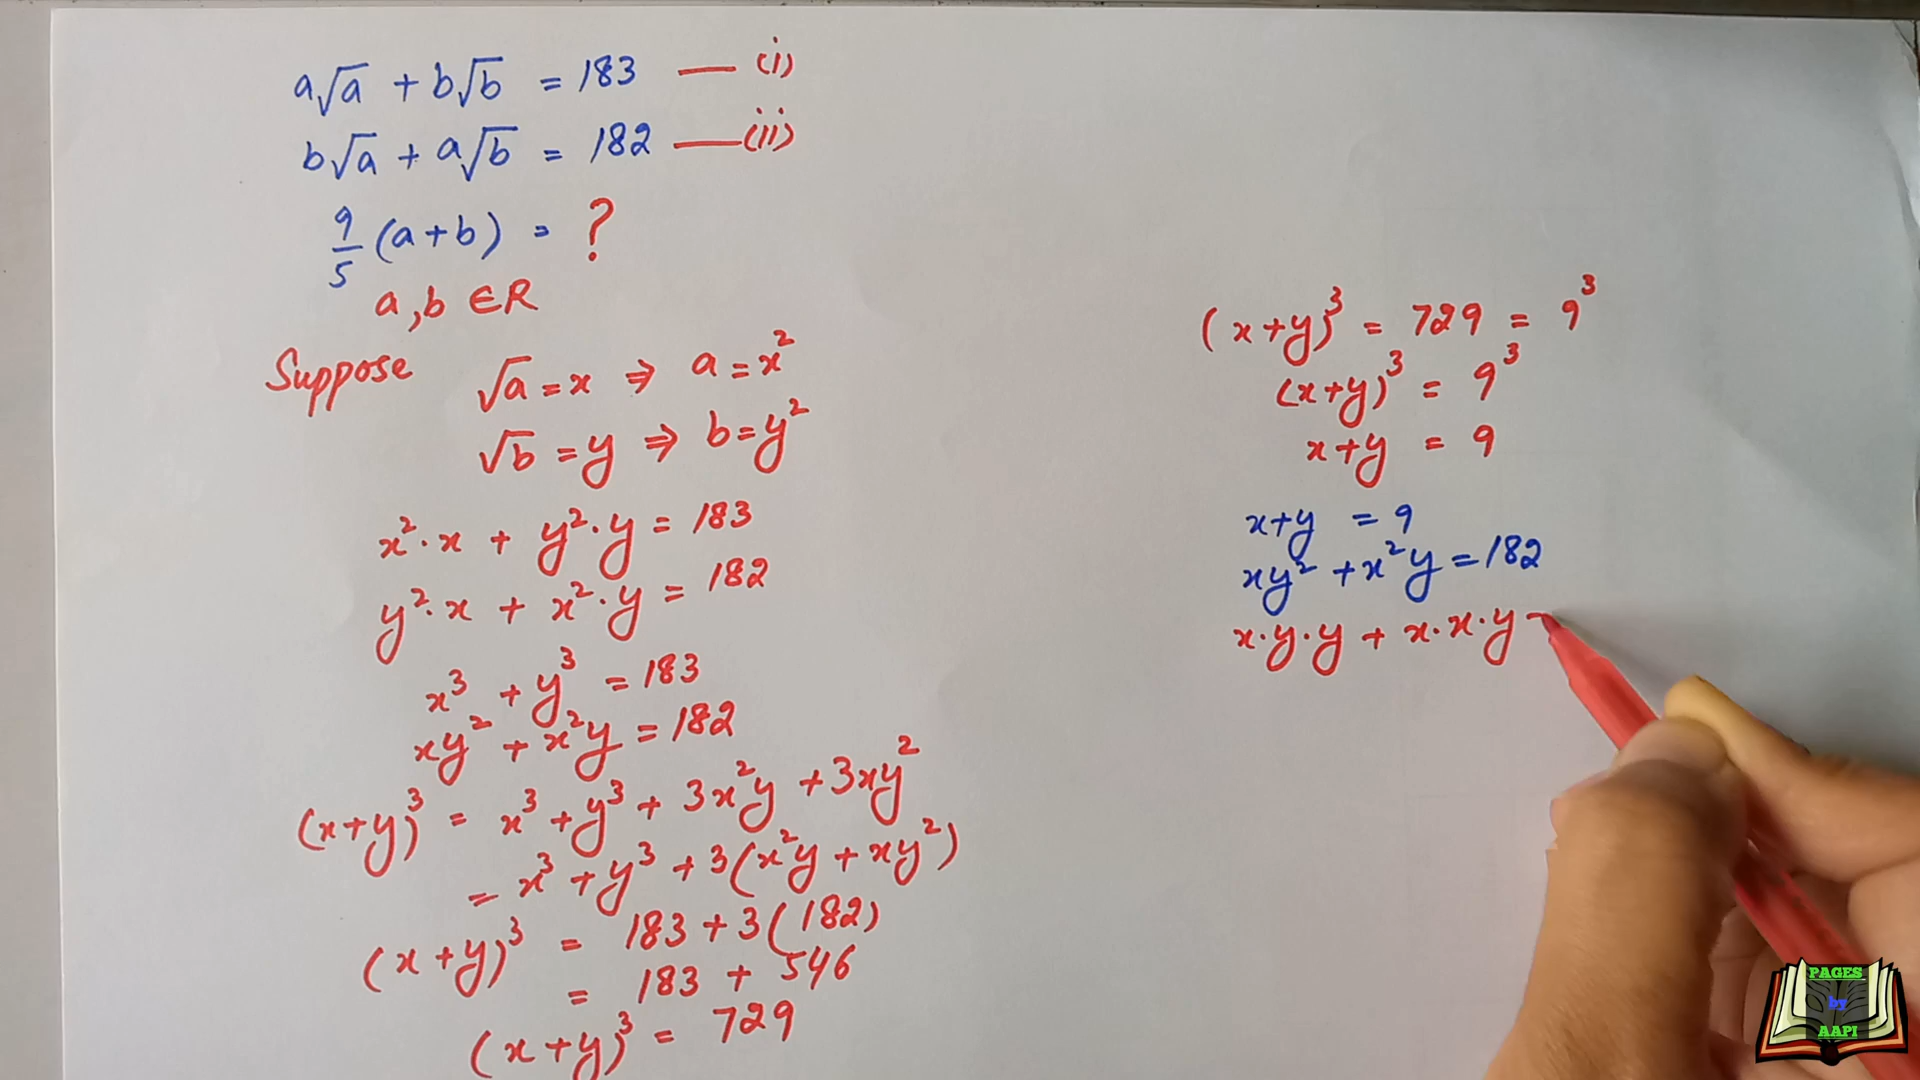 a√a + b√b = 183 — (i)
b√a + a√b = 182 — (ii)
9/5 (a+b) = ?
a, b ∈ R
Suppose √a = x ⇒ a = x²
√b = y ⇒ b = y²
x²·x + y²·y = 183
y²·x + x²·y = 182
x³ + y³ = 183
xy² + x²y = 182
(x+y)³ = x³ + y³ + 3x²y + 3xy²
= x³ + y³ + 3(x²y + xy²)
(x+y)³ = 183 + 3(182)
= 183 + 546
(x+y)³ = 729
(x+y)³ = 729 = 9³
(x+y)³ = 9³
x+y = 9
x+y = 9
xy² + x²y = 182
x·y·y + x·x·y
PAGES
by
AAPI